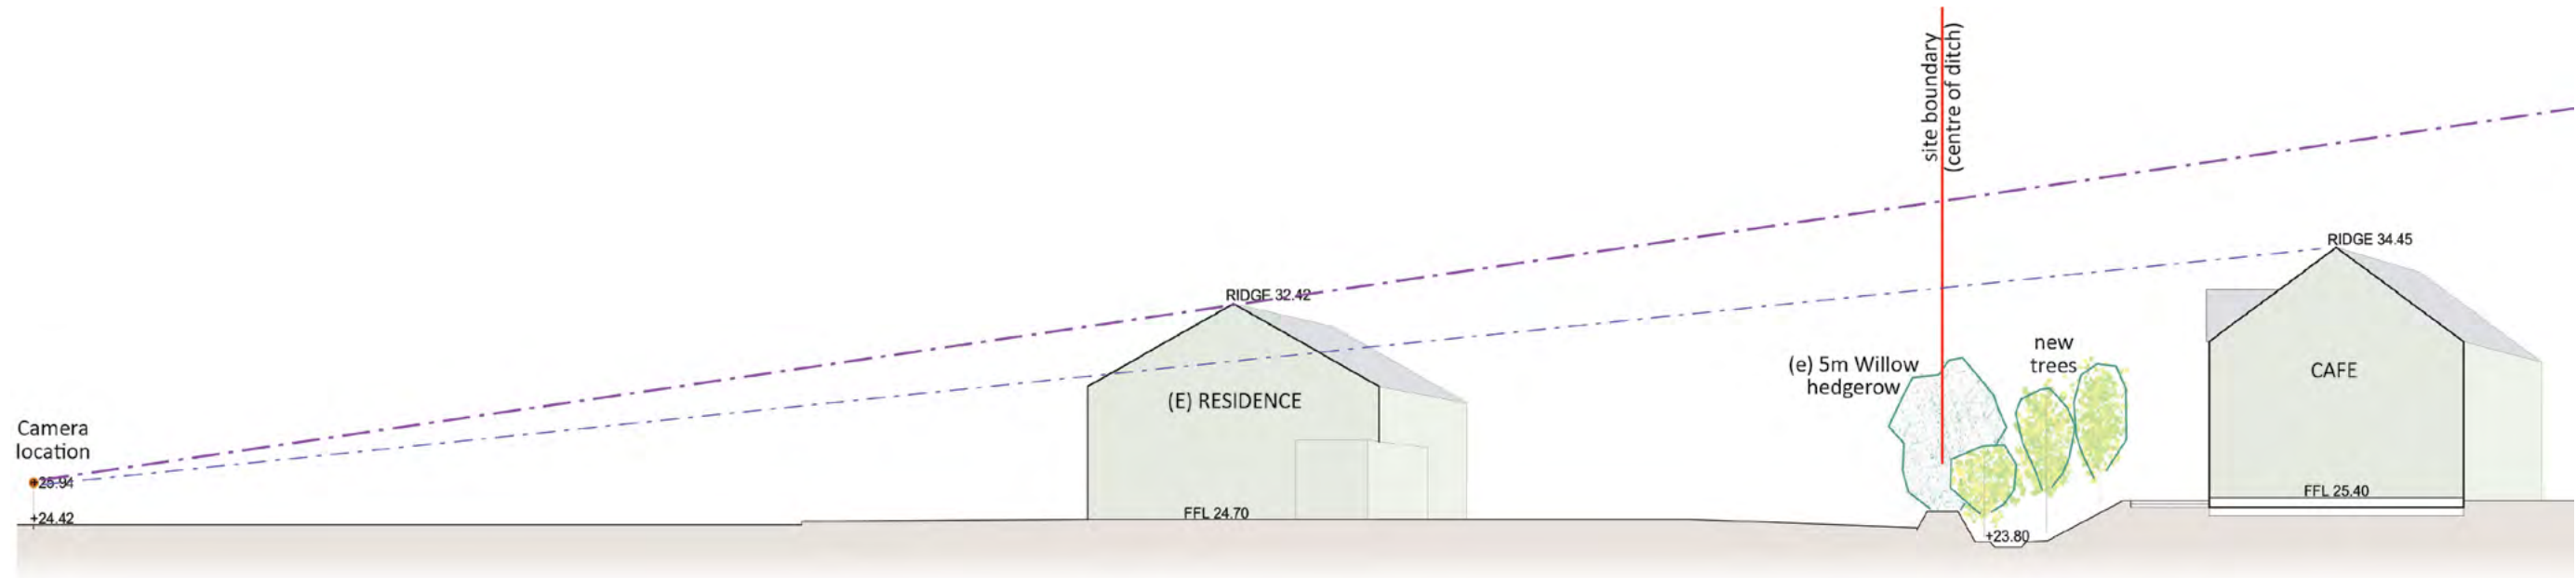 Camera
location
+25.94
+24.42
RIDGE 32.42
(E) RESIDENCE
FFL 24.70
site boundary
(centre of ditch)
(e) 5m Willow
hedgerow
new
trees
+23.80
RIDGE 34.45
CAFE
FFL 25.40